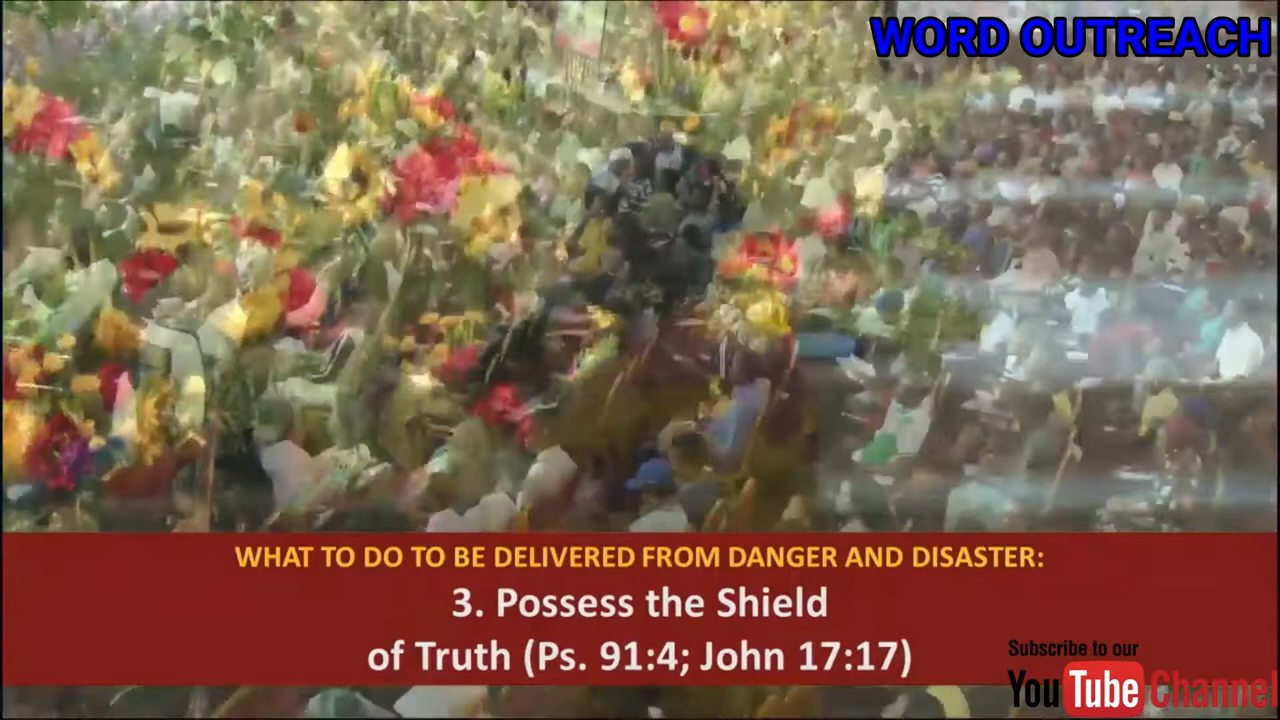 WORD OUTREACH
WHAT TO DO TO BE DELIVERED FROM DANGER AND DISASTER:
3. Possess the Shield
of Truth (Ps. 91:4; John 17:17)
Subscribe to our
YouTube Channel